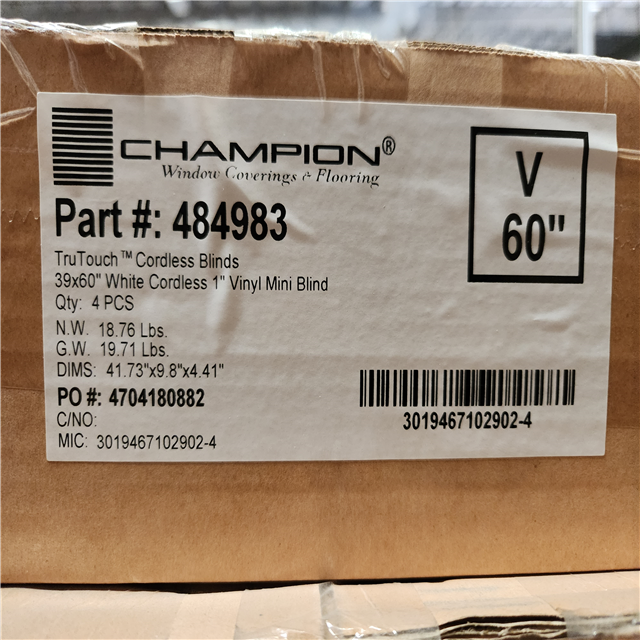 CHAMPION®
Window Coverings & Flooring
Part #: 484983
TruTouch™ Cordless Blinds
39x60" White Cordless 1" Vinyl Mini Blind
Qty: 4 PCS
N.W. 18.76 Lbs.
G.W. 19.71 Lbs.
DIMS: 41.73"x9.8"x4.41"
PO #: 4704180882
C/NO:
MIC: 3019467102902-4
V
60"
3019467102902-4